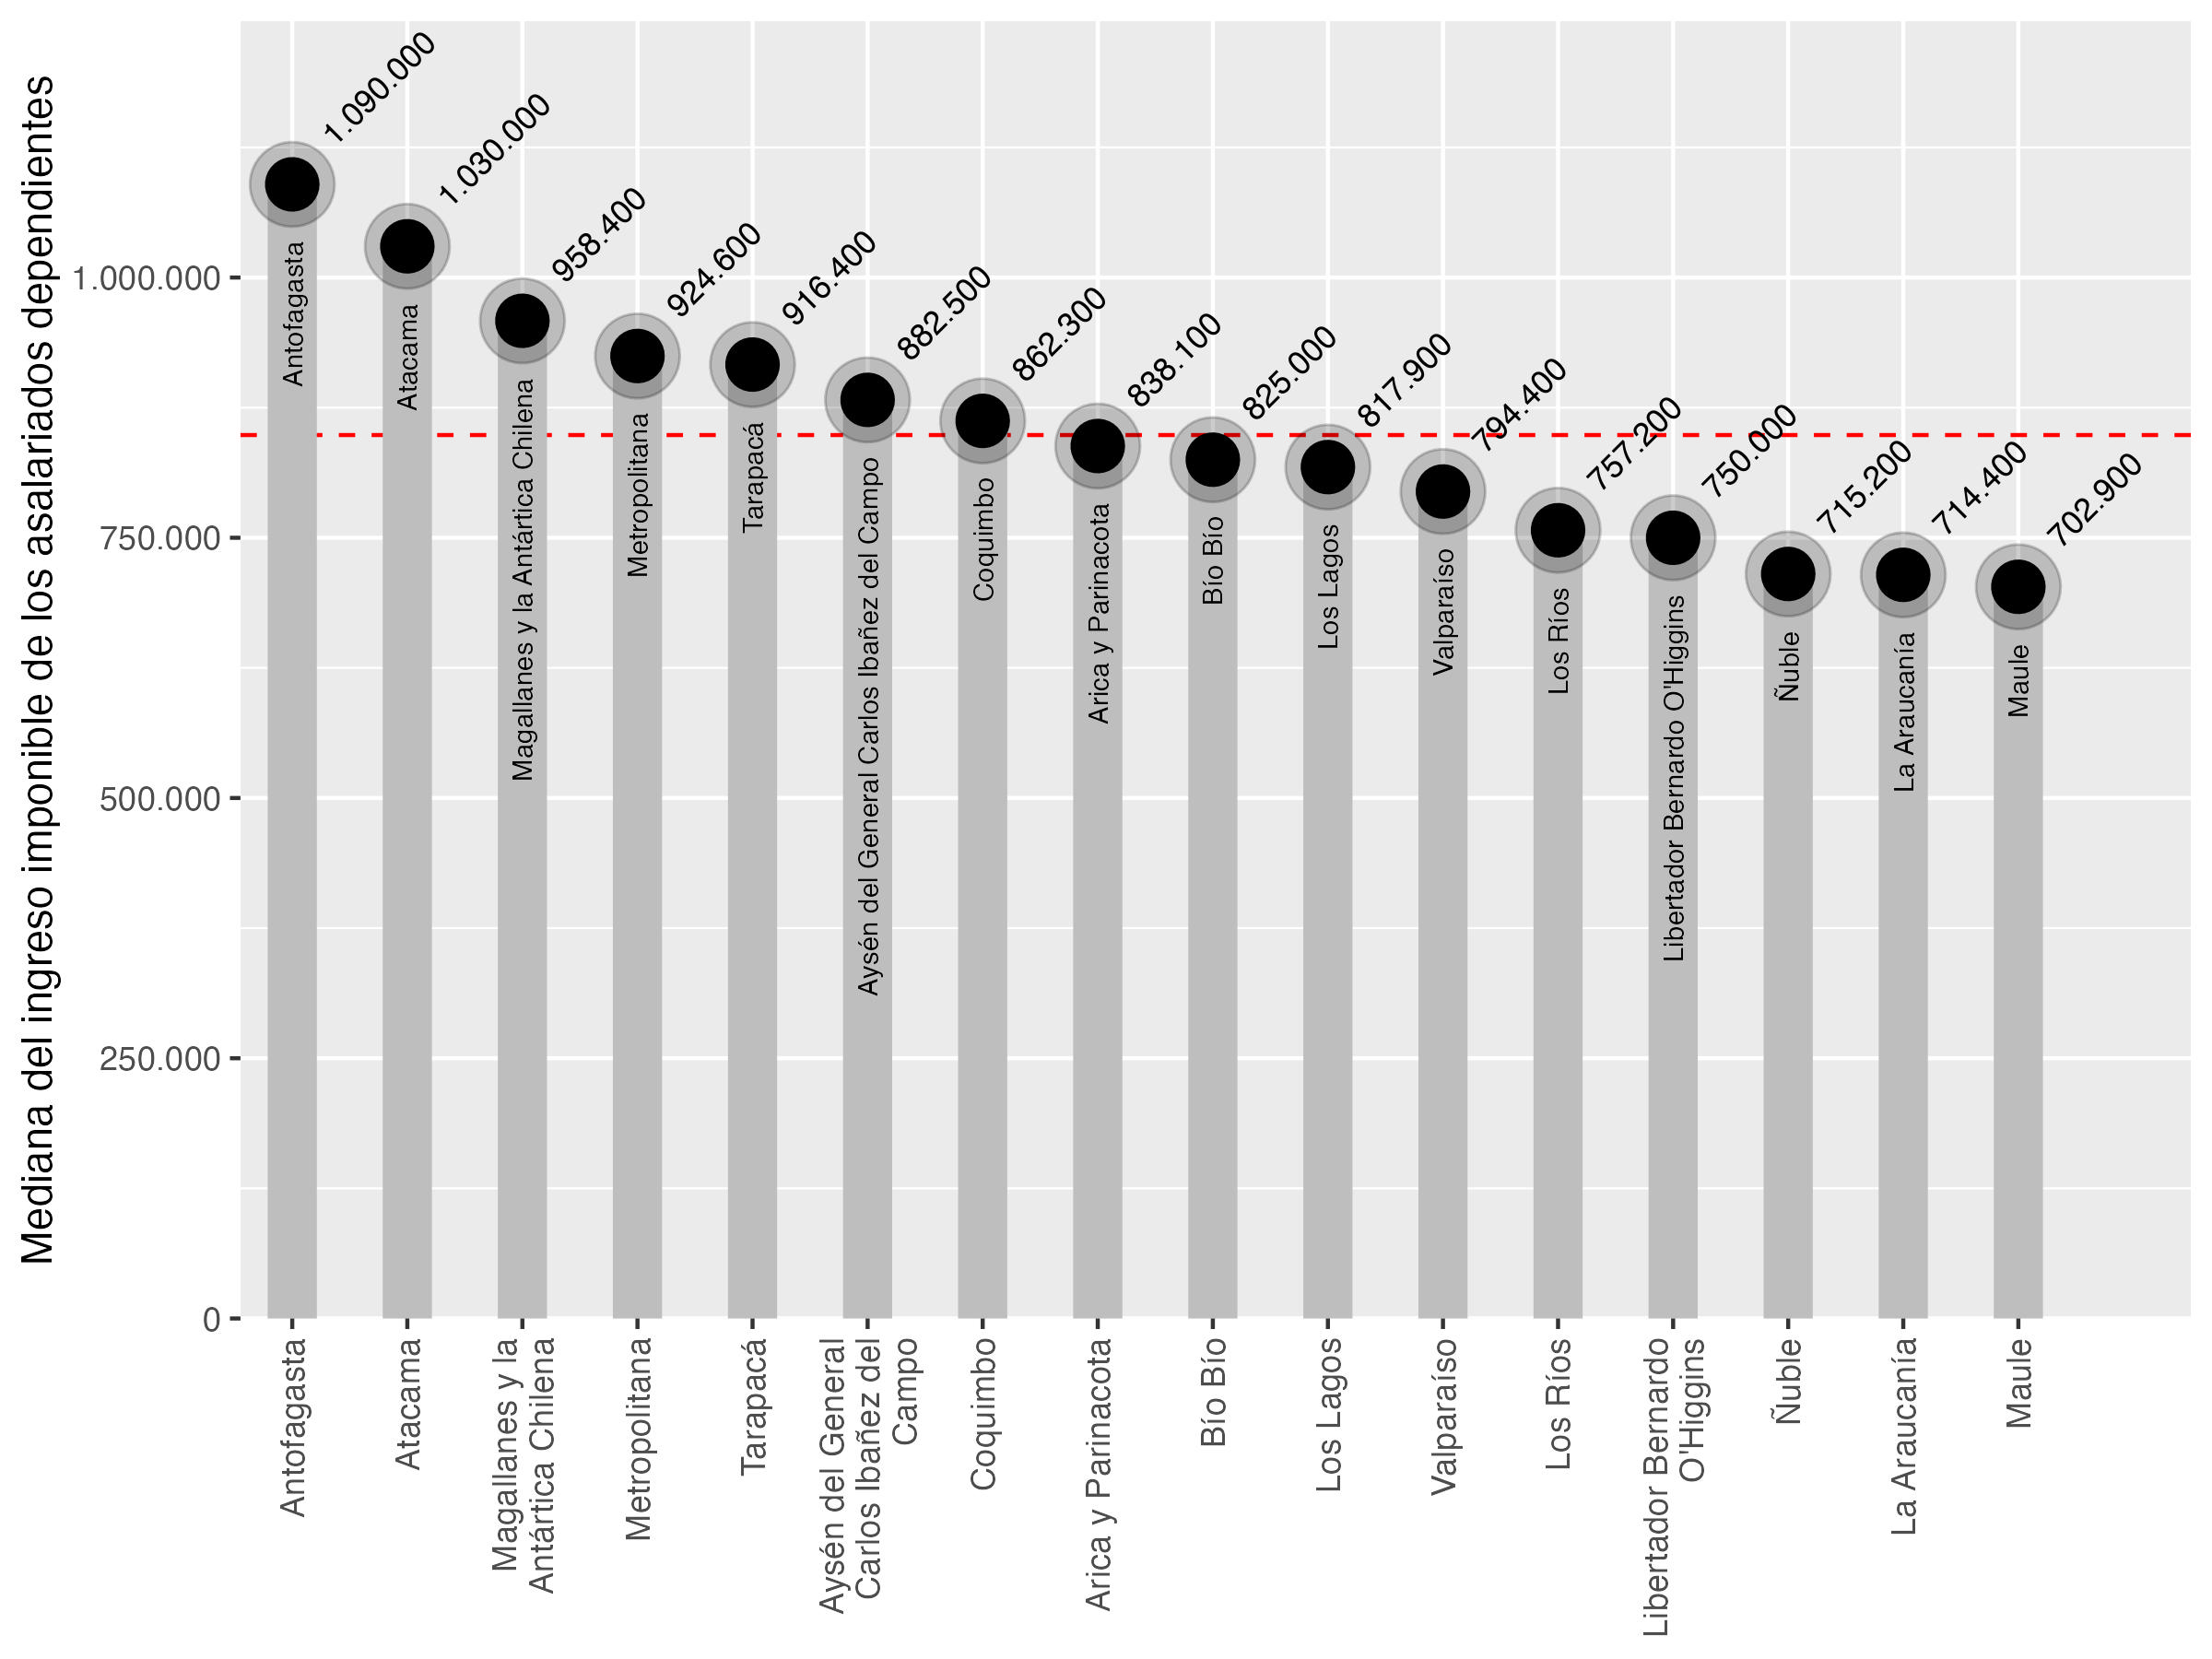 Mediana del ingreso imponible de los asalariados dependientes
1.000.000
750.000
500.000
250.000
0
1.090.000
1.030.000
958.400
924.600
916.400
882.500
862.300
838.100
825.000
817.900
794.400
757.200
750.000
715.200
714.400
702.900
Antofagasta
Atacama
Magallanes y la Antártica Chilena
Metropolitana
Tarapacá
Aysén del General Carlos Ibañez del Campo
Coquimbo
Arica y Parinacota
Bío Bío
Los Lagos
Valparaíso
Los Ríos
Libertador Bernardo O'Higgins
Ñuble
La Araucanía
Maule
Antofagasta
Atacama
Magallanes y la
Antártica Chilena
Metropolitana
Tarapacá
Aysén del General
Carlos Ibañez del
Campo
Coquimbo
Arica y Parinacota
Bío Bío
Los Lagos
Valparaíso
Los Ríos
Libertador Bernardo
O'Higgins
Ñuble
La Araucanía
Maule